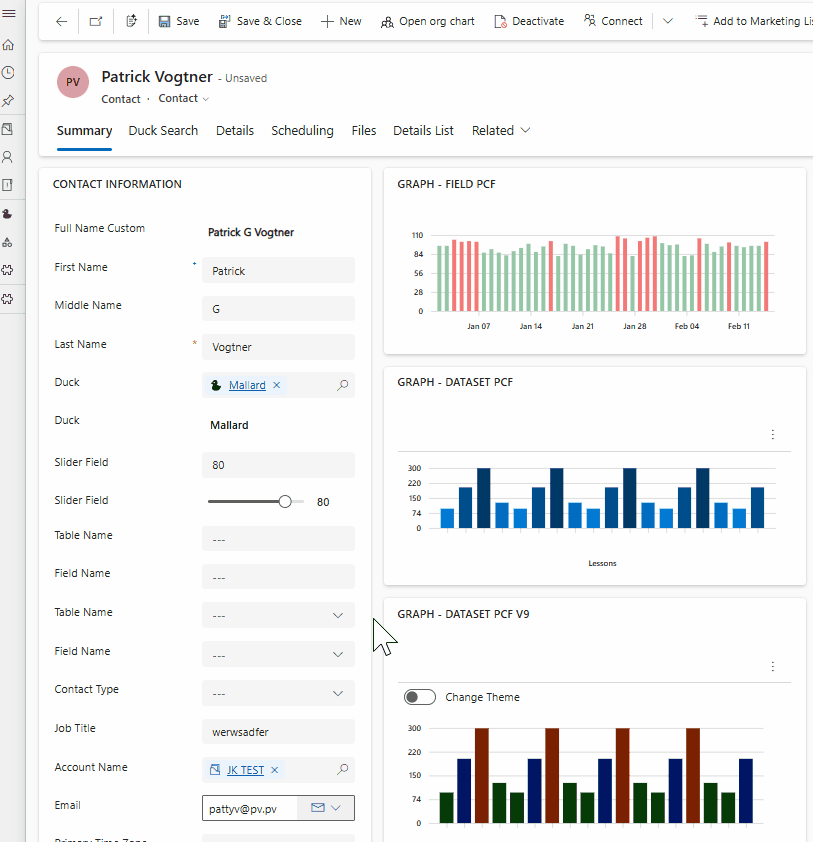 Save
Save & Close
New
Open org chart
Deactivate
Connect
Add to Marketing Lis
PV
Patrick Vogtner - Unsaved
Contact · Contact
Summary
Duck Search
Details
Scheduling
Files
Details List
Related
CONTACT INFORMATION
Full Name Custom
Patrick G Vogtner
First Name
*
Patrick
Middle Name
G
Last Name
*
Vogtner
Duck
Mallard
Duck
Mallard
Slider Field
80
Slider Field
80
Table Name
---
Field Name
---
Table Name
---
Field Name
---
Contact Type
---
Job Title
werwsadfer
Account Name
JK TEST
Email
pattyv@pv.pv
Primary Time Zone
GRAPH - FIELD PCF
110
84
56
28
0
Jan 07
Jan 14
Jan 21
Jan 28
Feb 04
Feb 11
GRAPH - DATASET PCF
300
220
150
74
0
Lessons
GRAPH - DATASET PCF V9
Change Theme
300
220
150
74
0